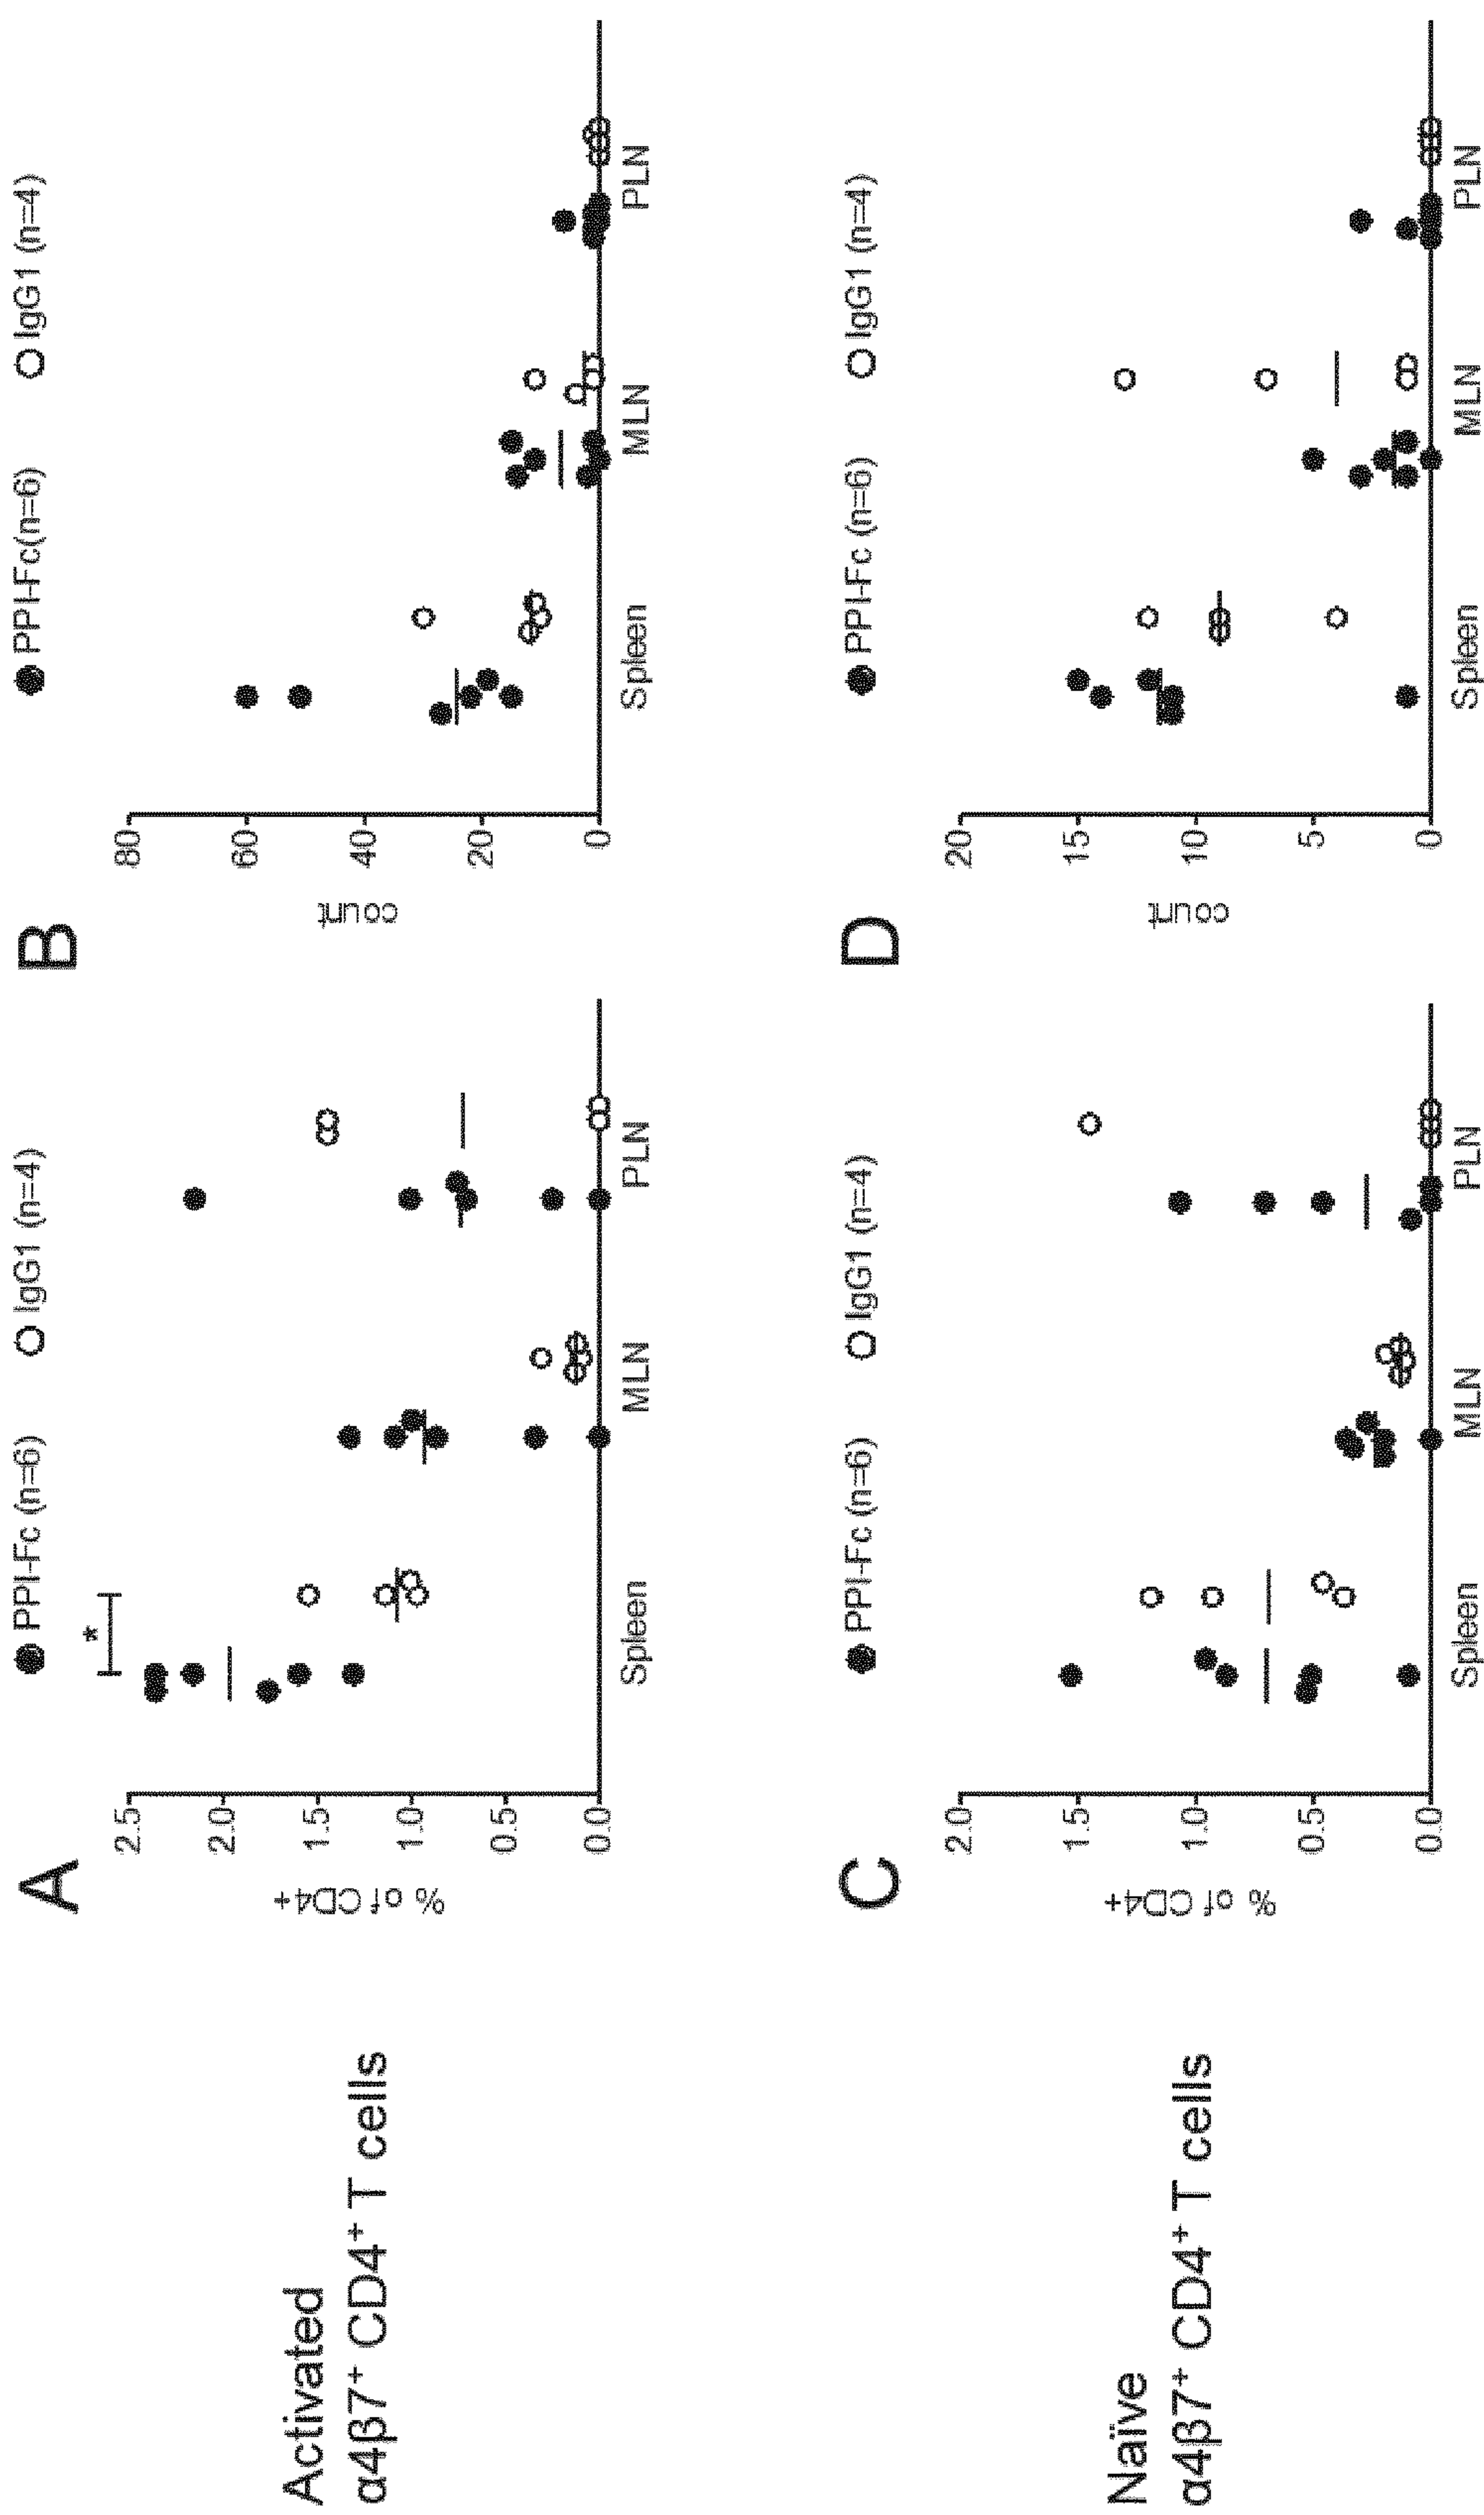 Activated
α4β7⁺ CD4⁺ T cells
A
PPI-Fc (n=6)
IgG1 (n=4)
% of CD4+
2.5
2.0
1.5
1.0
0.5
0.0
*
Spleen
MLN
PLN
B
PPI-Fc(n=6)
IgG1 (n=4)
count
80
60
40
20
0
Spleen
MLN
PLN
Naïve
α4β7⁺ CD4⁺ T cells
C
PPI-Fc (n=6)
IgG1 (n=4)
% of CD4+
2.0
1.5
1.0
0.5
0.0
Spleen
MLN
PLN
D
PPI-Fc (n=6)
IgG1 (n=4)
count
20
15
10
5
0
Spleen
MLN
PLN